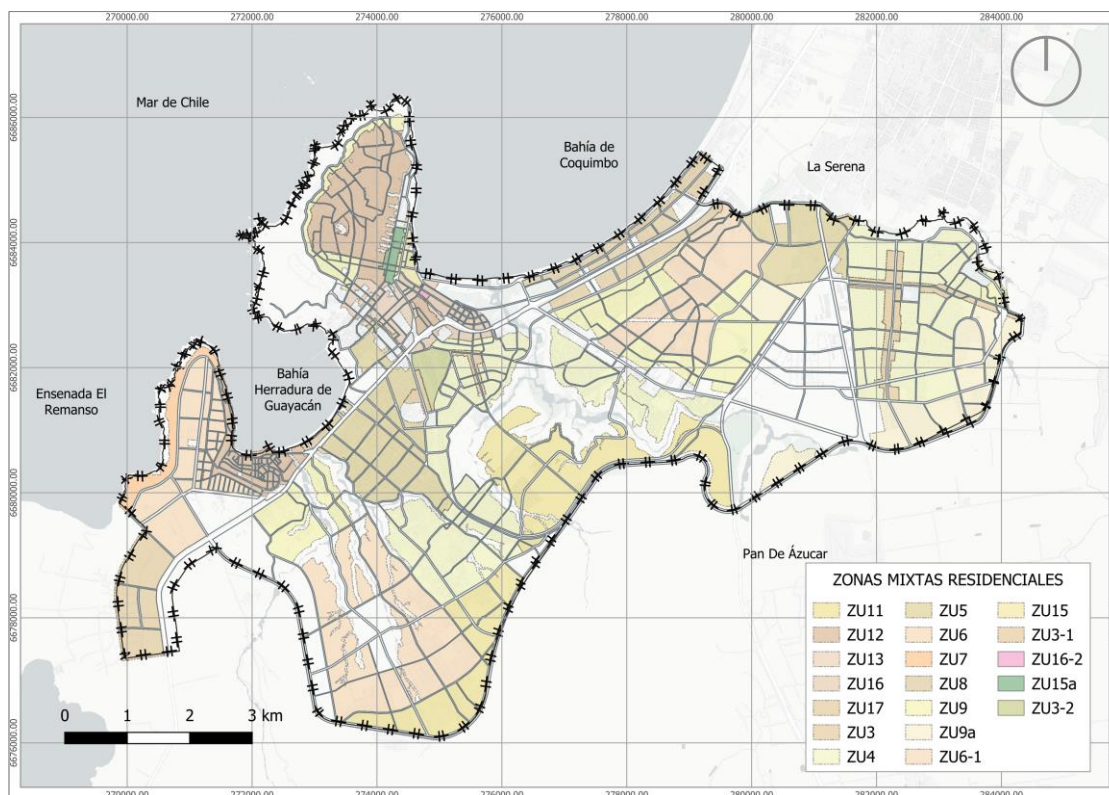 270000.00 272000.00 274000.00 276000.00 278000.00 280000.00 282000.00 284000.00
6686000.00
6684000.00
6682000.00
6680000.00
6678000.00
6676000.00
Mar de Chile
Bahía de
Coquimbo
La Serena
Ensenada El
Remanso
Bahía
Herradura de
Guayacán
Pan De Ázucar
0 1 2 3 km
ZONAS MIXTAS RESIDENCIALES
ZU11 ZU5 ZU15
ZU12 ZU6 ZU3-1
ZU13 ZU7 ZU16-2
ZU16 ZU8 ZU15a
ZU17 ZU9 ZU3-2
ZU3 ZU9a
ZU4 ZU6-1
270000.00 272000.00 274000.00 276000.00 278000.00 280000.00 282000.00 284000.00